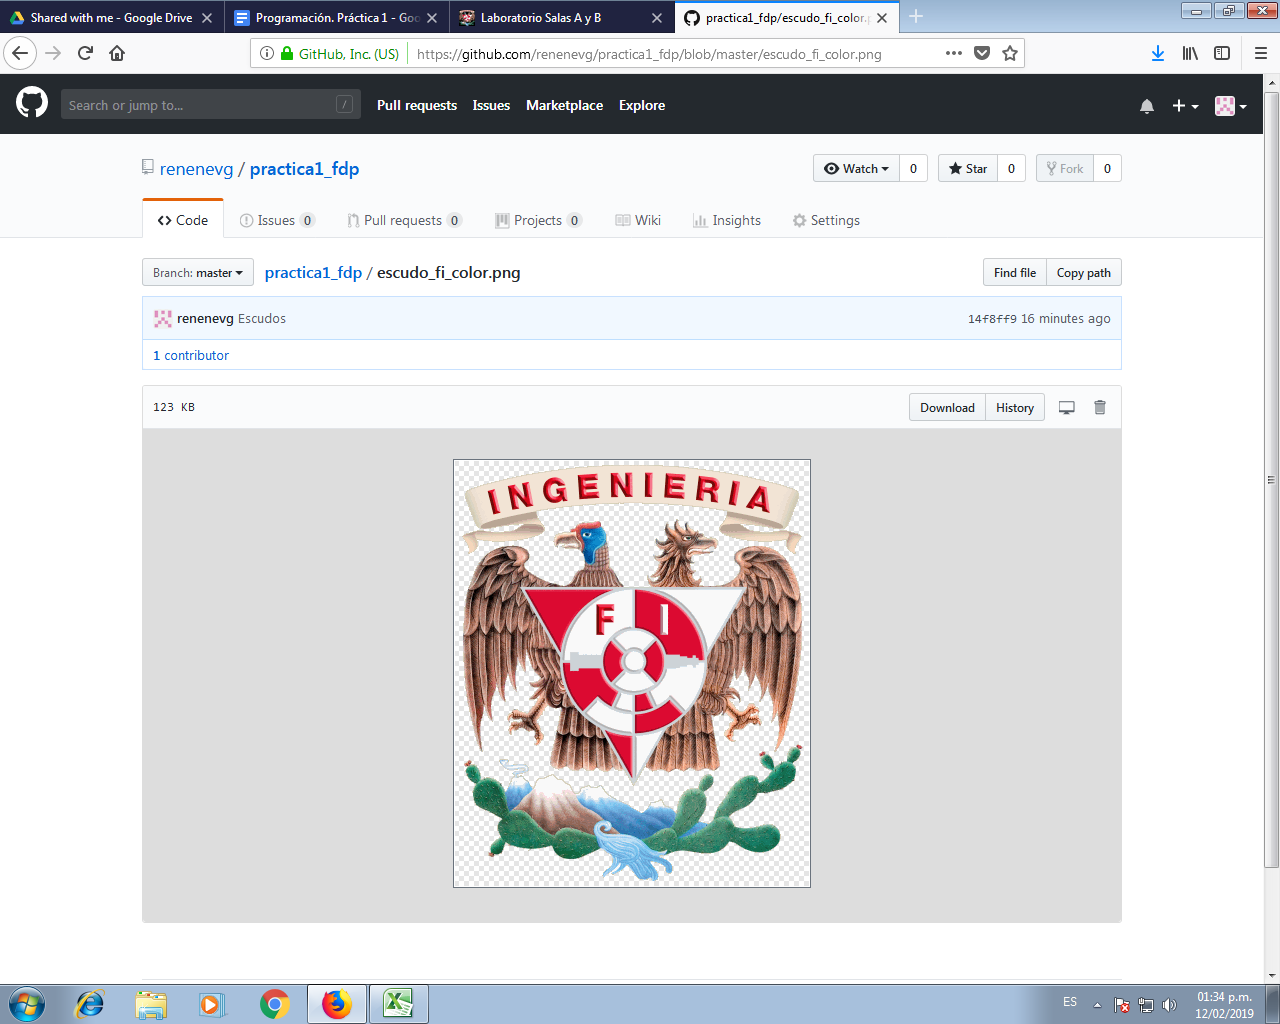 Shared with me - Google Drive
Programación. Práctica 1 - Goo
Laboratorio Salas A y B
practica1_fdp/escudo_fi_color.p
GitHub, Inc. (US)
https://github.com/renenevg/practica1_fdp/blob/master/escudo_fi_color.png
Search or jump to...
/
Pull requests
Issues
Marketplace
Explore
renenevg / practica1_fdp
Watch 0
Star 0
Fork 0
Code
Issues 0
Pull requests 0
Projects 0
Wiki
Insights
Settings
Branch: master
practica1_fdp / escudo_fi_color.png
Find file
Copy path
renenevg Escudos
14f8ff9 16 minutes ago
1 contributor
123 KB
Download
History
INGENIERIA
F I
ES
01:34 p.m.
12/02/2019